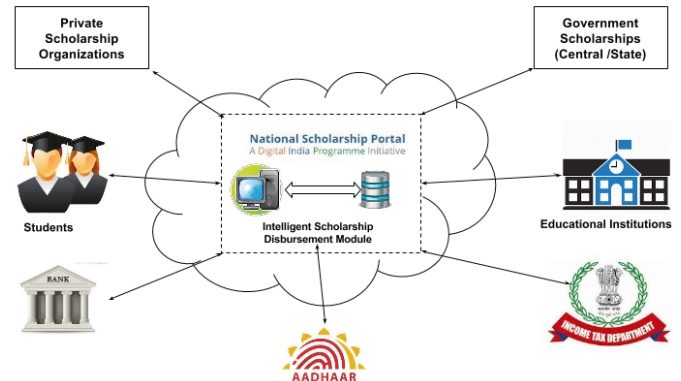 Private
Scholarship
Organizations
Government
Scholarships
(Central /State)
National Scholarship Portal
A Digital India Programme Initiative
Intelligent Scholarship
Disbursement Module
Students
Educational Institutions
BANK
INCOME TAX DEPARTMENT
AADHAAR